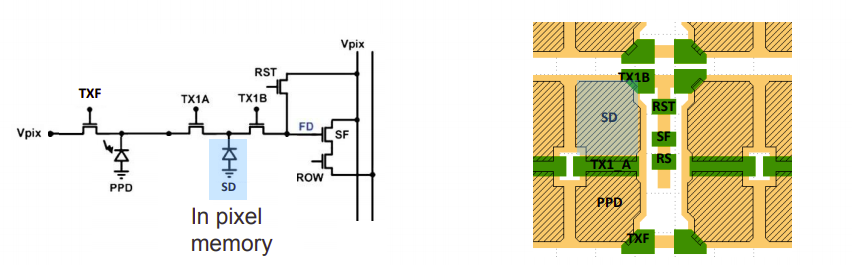 Vpix
RST
TXF
TX1A
TX1B
Vpix
FD
SF
ROW
PPD
SD
In pixel
memory
TX1B
RST
SD
SF
RS
TX1_A
PPD
TXF